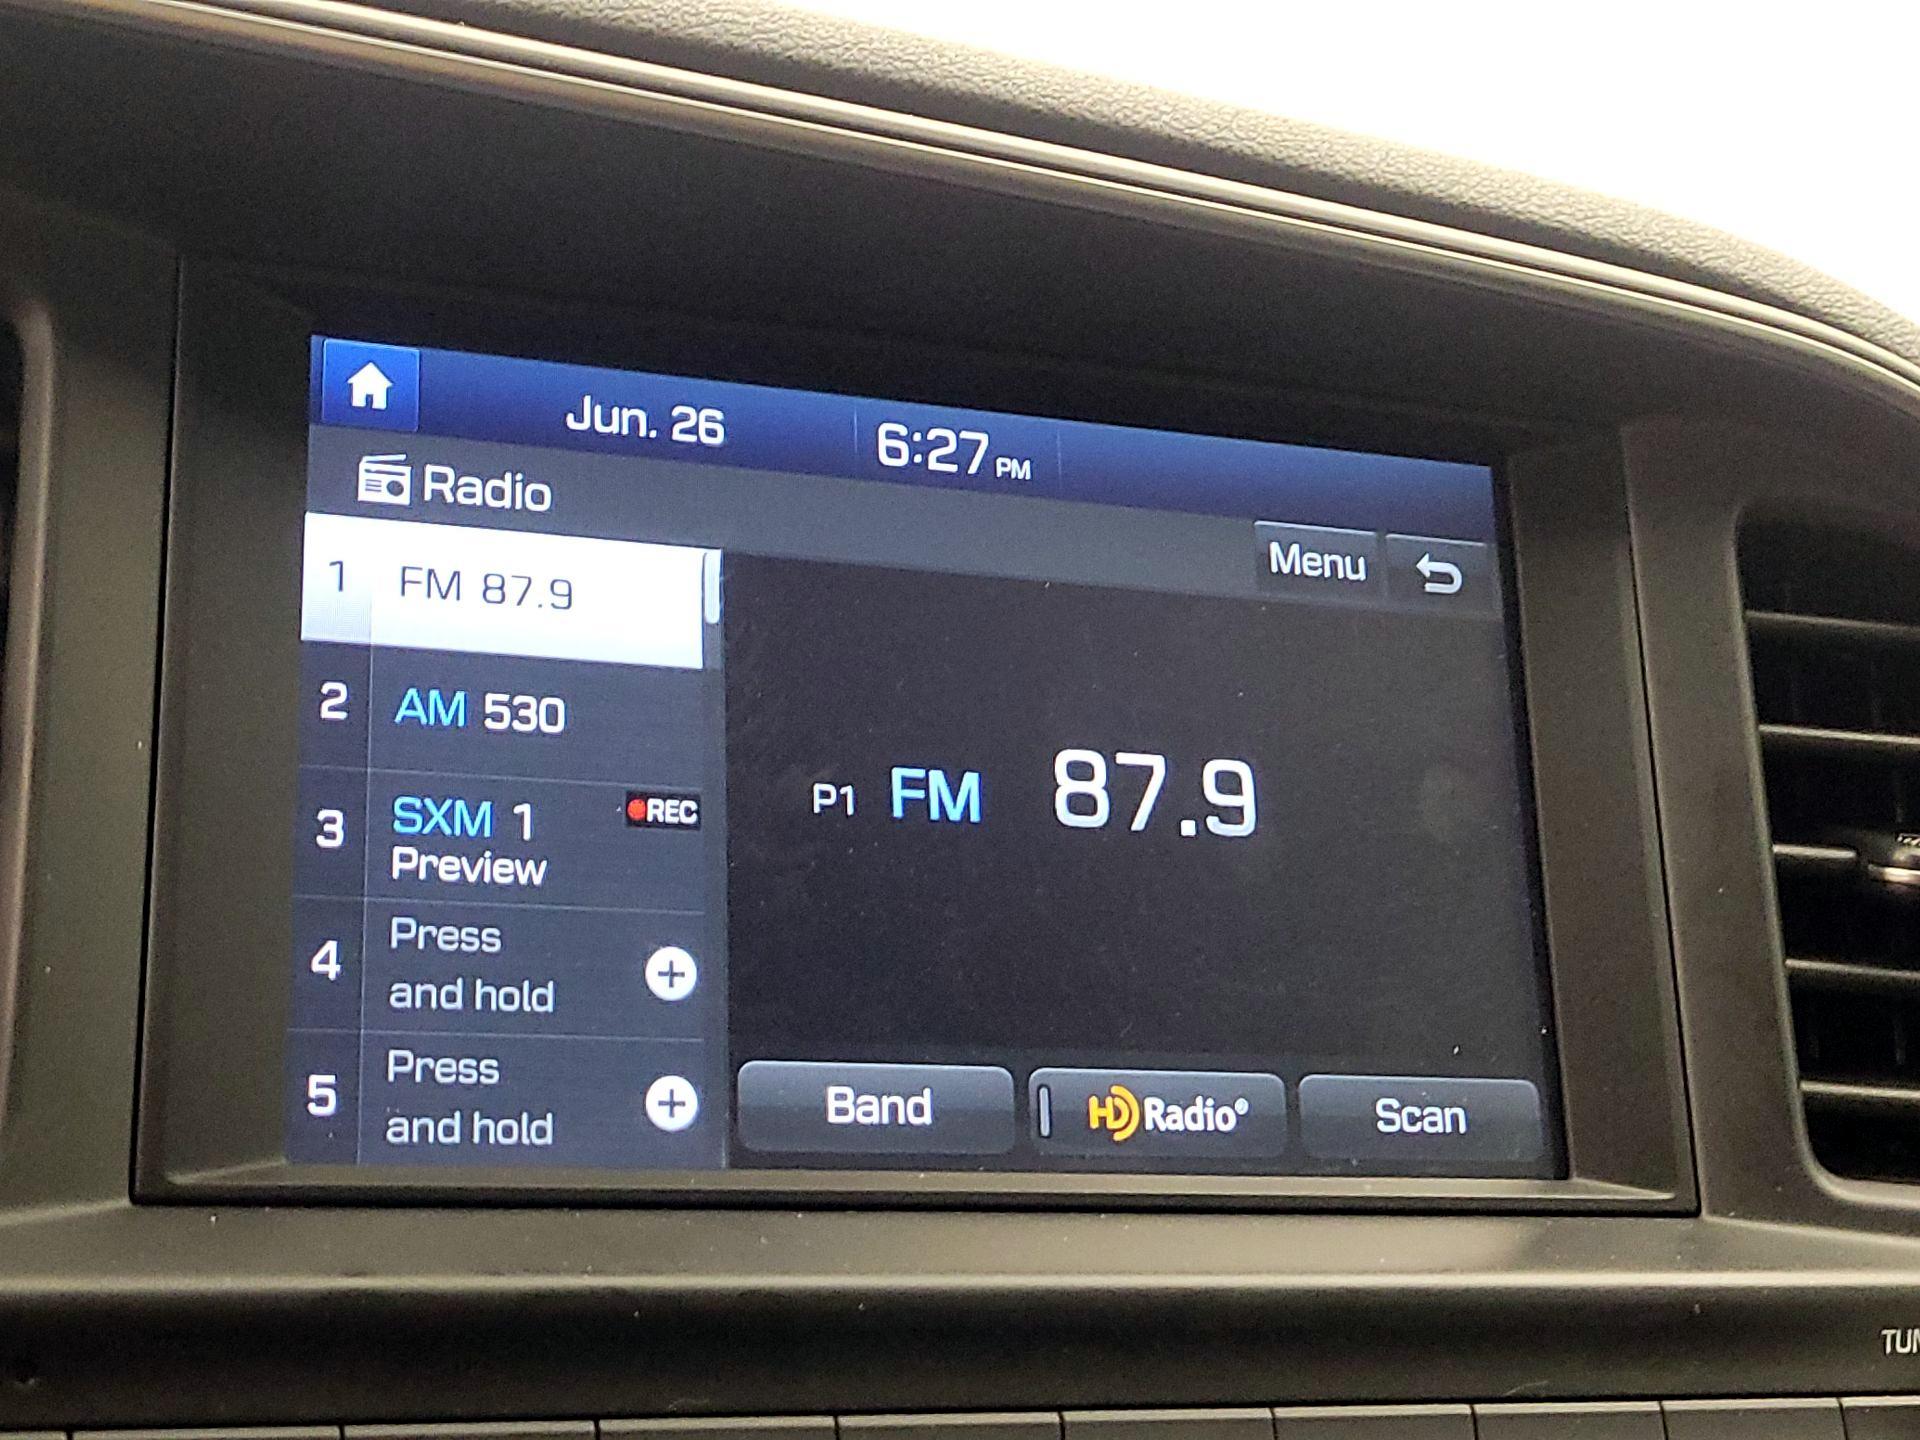 Jun. 26 6:27 PM
Radio
Menu
1 FM 87.9
2 AM 530
3 SXM 1 REC
Preview
P1 FM 87.9
4 Press
and hold
5 Press
and hold
Band HD Radio® Scan